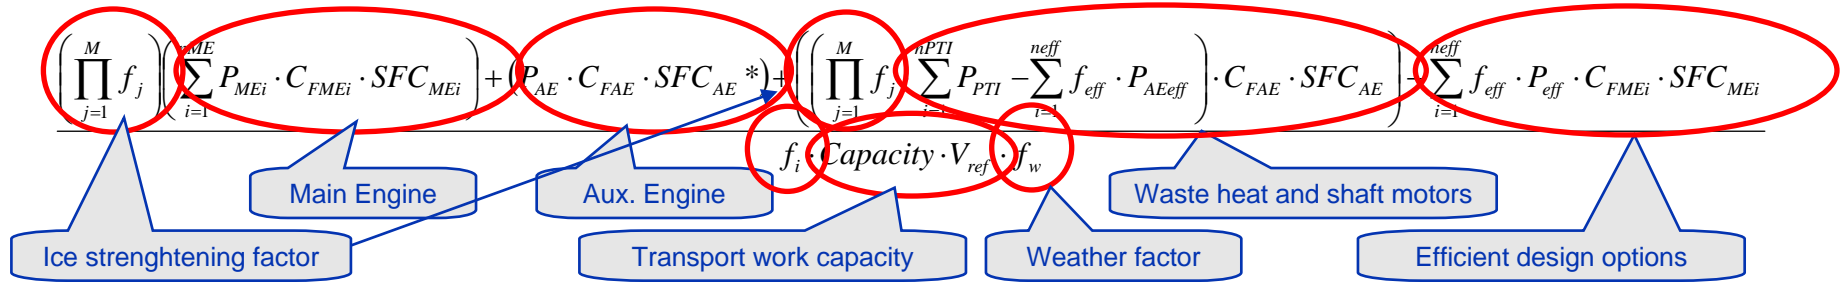 (∏_{j=1}^{M} f_j)(∑_{i=1}^{nME} P_{MEi} · C_{FMEi} · SFC_{MEi}) + (P_{AE} · C_{FAE} · SFC_{AE} *) + ((∏_{j=1}^{M} f_j · ∑_{i=1}^{nPTI} P_{PTI} − ∑_{i=1}^{neff} f_{eff} · P_{AEeff}) · C_{FAE} · SFC_{AE}) − ∑_{i=1}^{neff} f_{eff} · P_{eff} · C_{FMEi} · SFC_{MEi}
f_i · Capacity · V_{ref} · f_w
Main Engine Aux. Engine Waste heat and shaft motors
Ice strenghtening factor Transport work capacity Weather factor Efficient design options